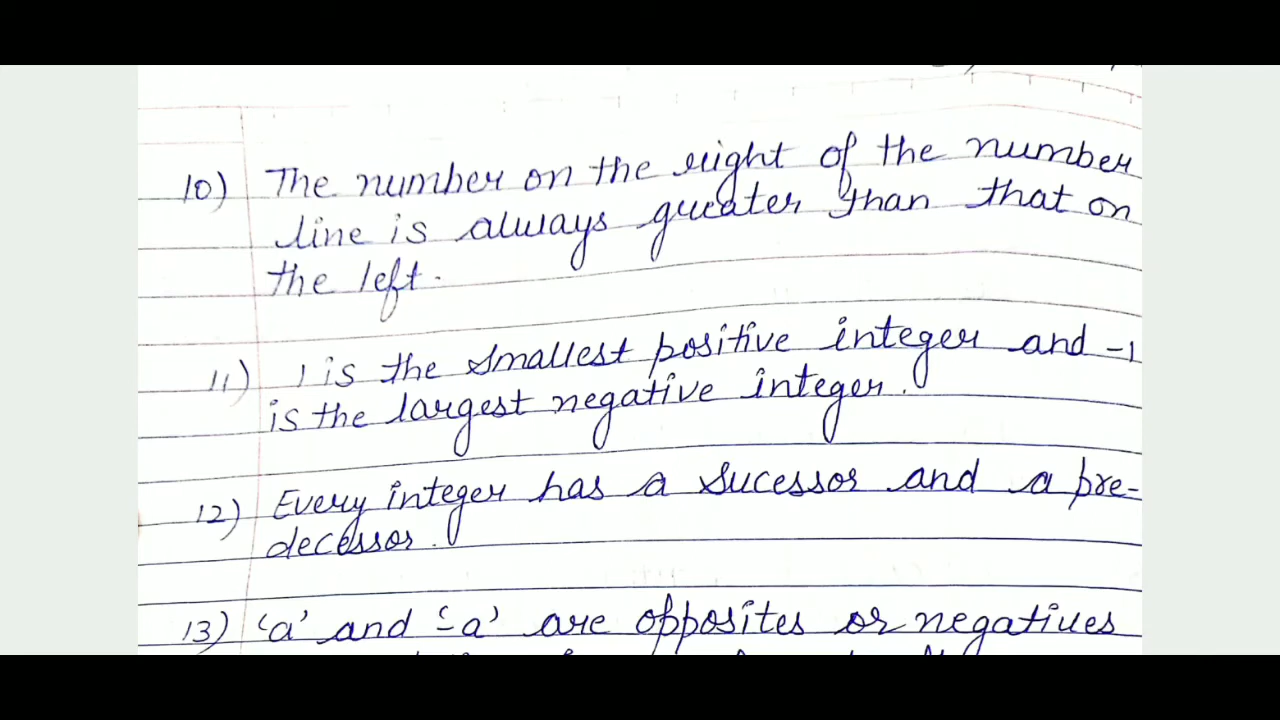 10) The number on the right of the number
line is always greater than that on
the left.
11) 1 is the smallest positive integer and -1
is the largest negative integer.
12) Every integer has a sucessor and a pre-
decessor.
13) 'a' and '-a' are opposites or negatives